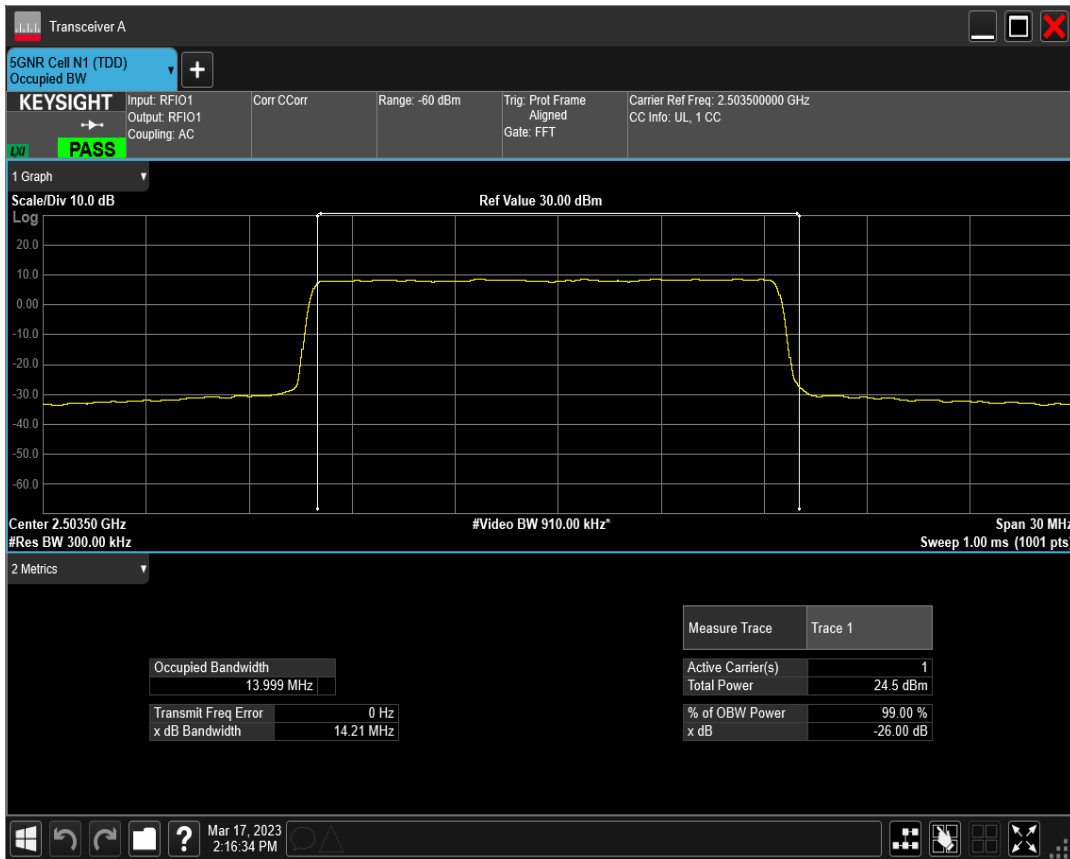 Transceiver A
5GNR Cell N1 (TDD)
Occupied BW
KEYSIGHT
LXI
PASS
Input: RFIO1
Output: RFIO1
Coupling: AC
Corr CCorr
Range: -60 dBm
Trig: Prot Frame
Aligned
Gate: FFT
Carrier Ref Freq: 2.503500000 GHz
CC Info: UL, 1 CC
1 Graph
Scale/Div 10.0 dB
Ref Value 30.00 dBm
Log
20.0
10.0
0.00
-10.0
-20.0
-30.0
-40.0
-50.0
-60.0
Center 2.50350 GHz
#Video BW 910.00 kHz*
Span 30 MHz
#Res BW 300.00 kHz
Sweep 1.00 ms (1001 pts)
2 Metrics
Measure Trace Trace 1
Occupied Bandwidth
13.999 MHz
Transmit Freq Error 0 Hz
x dB Bandwidth 14.21 MHz
Active Carrier(s) 1
Total Power 24.5 dBm
% of OBW Power 99.00 %
x dB -26.00 dB
?
Mar 17, 2023
2:16:34 PM